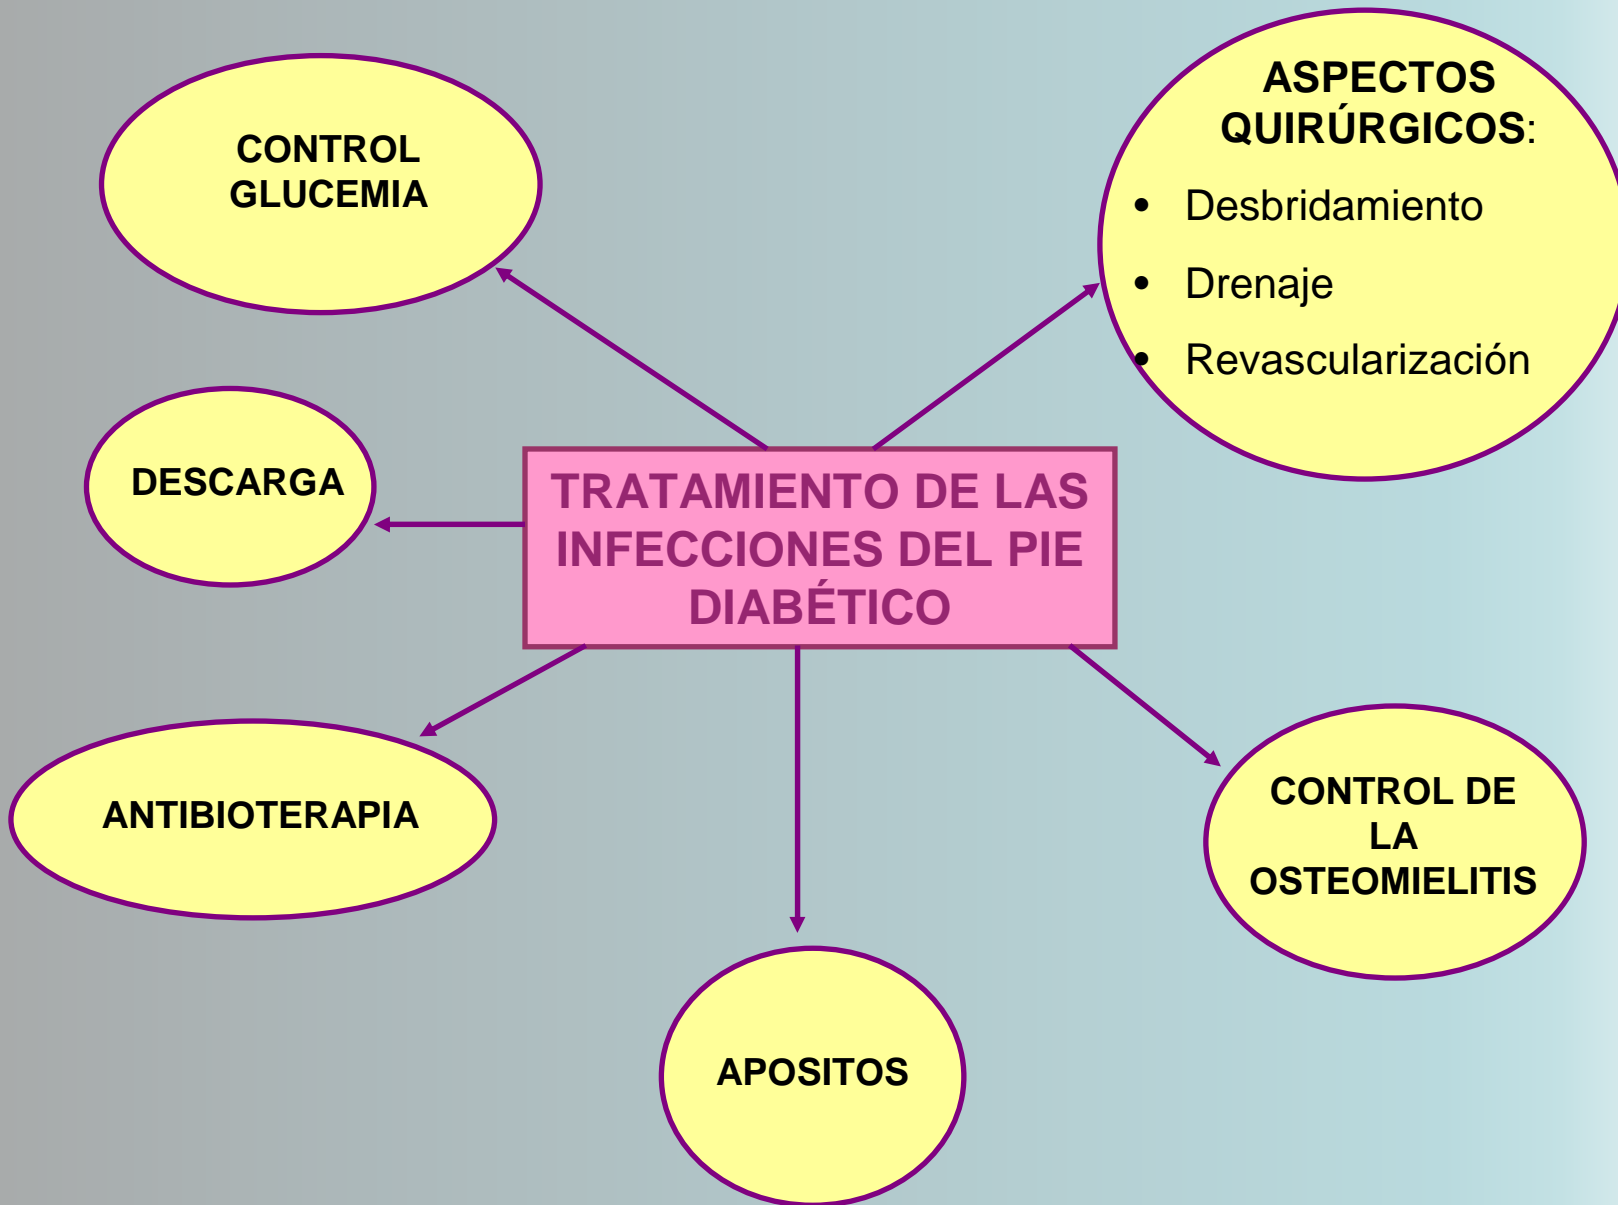 CONTROL
GLUCEMIA
ASPECTOS
QUIRÚRGICOS:
• Desbridamiento
• Drenaje
• Revascularización
DESCARGA
TRATAMIENTO DE LAS
INFECCIONES DEL PIE
DIABÉTICO
ANTIBIOTERAPIA
CONTROL DE
LA
OSTEOMIELITIS
APOSITOS